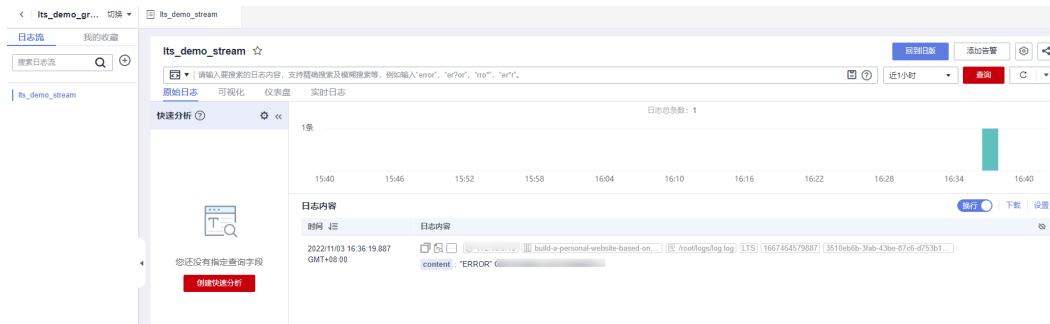 lts_demo_gr... 切换 lts_demo_stream
日志流 我的收藏
搜索日志流
lts_demo_stream
lts_demo_stream
回到旧版 添加告警
请输入要搜索的日志内容，支持精确搜索及模糊搜索等，例如输入"error"、"er?or"、"rro*"、"er*r"。
近1小时 查询
原始日志 可视化 仪表盘 实时日志
快速分析
您还没有指定查询字段
创建快速分析
日志总条数：1
1条
15:40 15:46 15:52 15:58 16:04 16:10 16:16 16:22 16:28 16:34 16:40
日志内容
换行 下载 设置
时间 日志内容
2022/11/03 16:36:19.887 GMT+08:00
build-a-personal-website-based-on... /root/logs/log.log LTS 1667464579887 3510eb6b-3fab-43be-87c6-d753b1...
content : "ERROR"